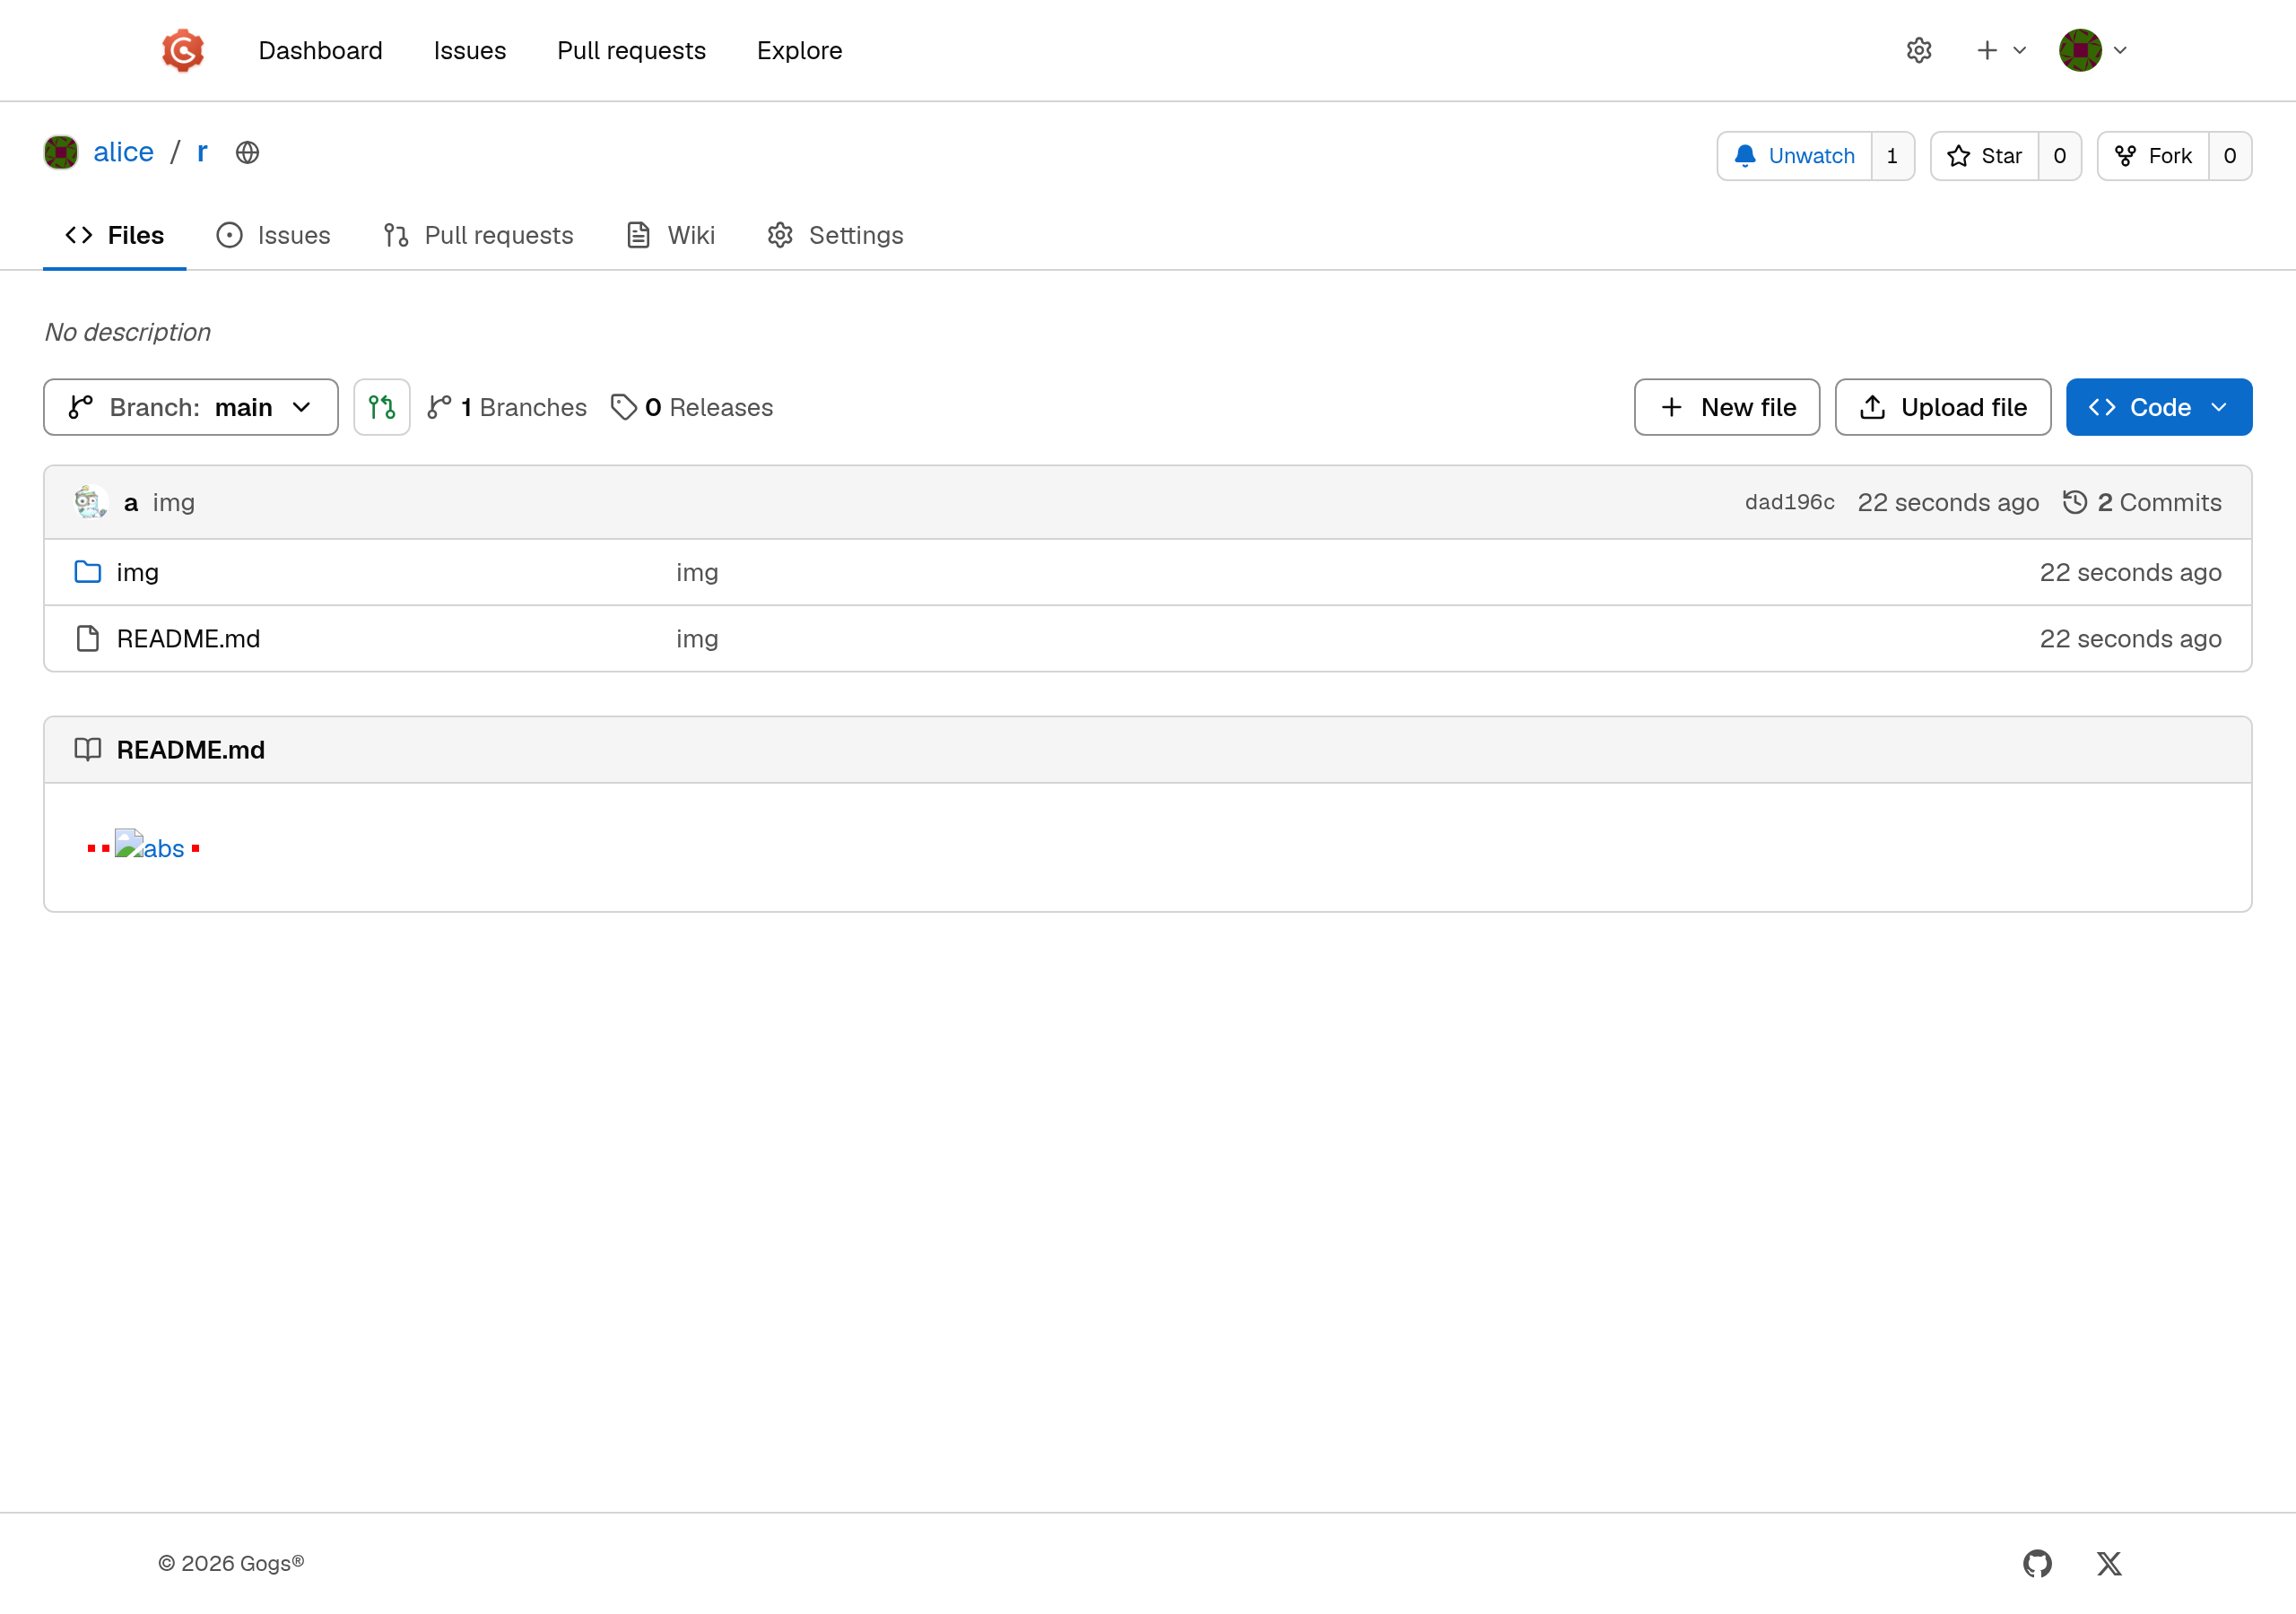 Dashboard Issues Pull requests Explore
alice / r
Unwatch 1 Star 0 Fork 0
Files Issues Pull requests Wiki Settings
No description
Branch: main 1 Branches 0 Releases New file Upload file Code
a img dad196c 22 seconds ago 2 Commits
img img 22 seconds ago
README.md img 22 seconds ago
README.md
abs
© 2026 Gogs®